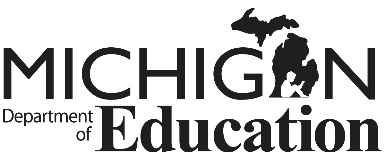 MICHIGAN
Department
of Education